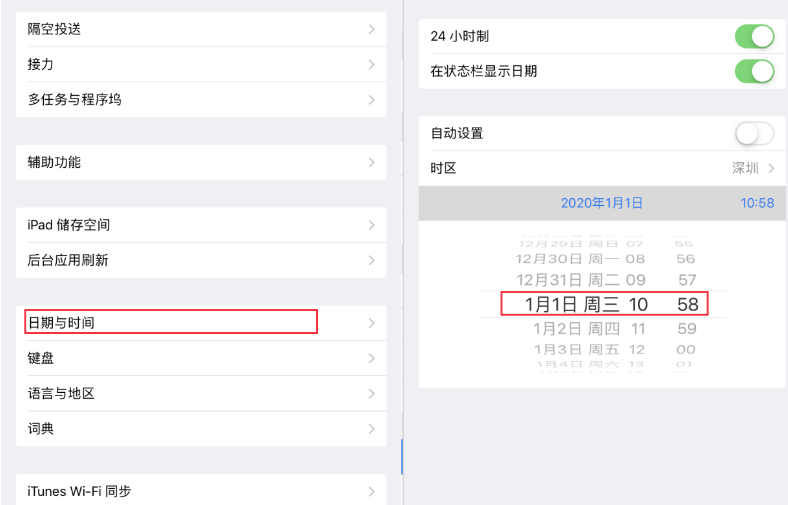 隔空投送
接力
多任务与程序坞
辅助功能
iPad 储存空间
后台应用刷新
日期与时间
键盘
语言与地区
词典
iTunes Wi-Fi 同步
24 小时制
在状态栏显示日期
自动设置
时区 深圳
2020年1月1日 10:58
12月29日 周日 07 55
12月30日 周一 08 56
12月31日 周二 09 57
1月1日 周三 10 58
1月2日 周四 11 59
1月3日 周五 12 00
1月4日 周六 13 01